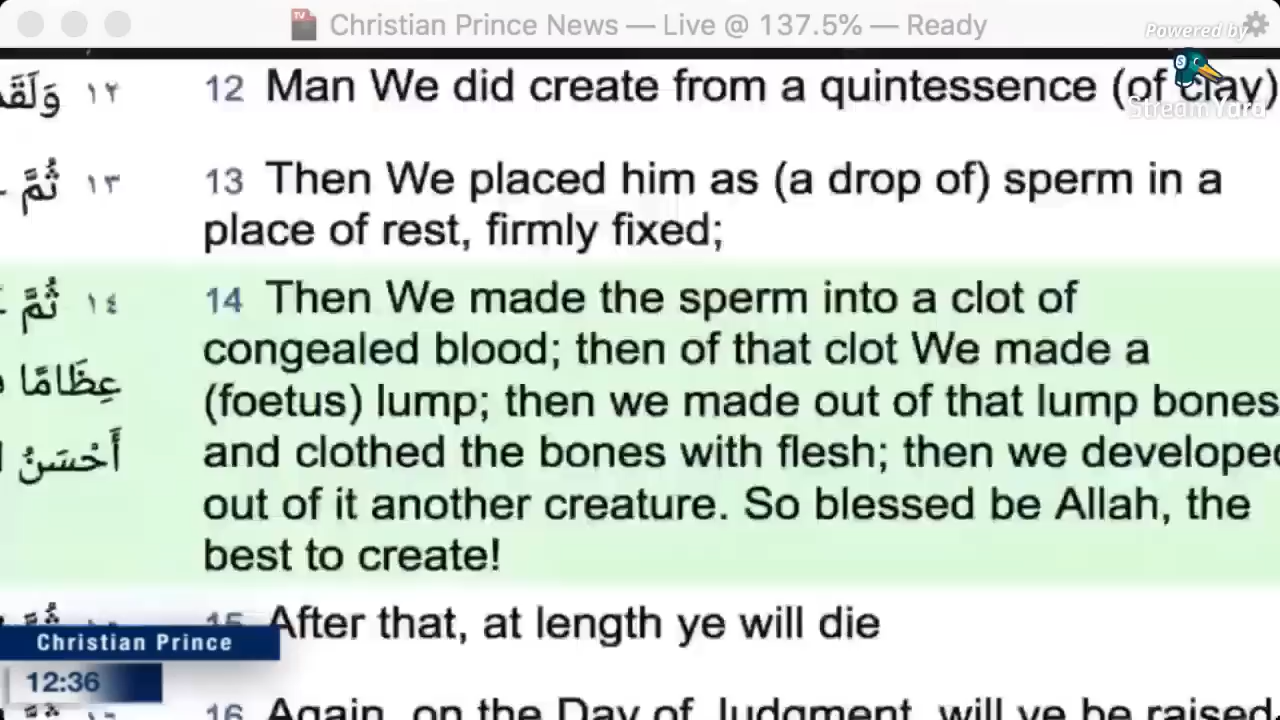 Christian Prince News — Live @ 137.5% — Ready
Powered by
StreamYard
وَلَقَد ١٢ 12 Man We did create from a quintessence (of clay)
ثُمَّ ١٣ 13 Then We placed him as (a drop of) sperm in a
place of rest, firmly fixed;
ثُمَّ ١٤ 14 Then We made the sperm into a clot of
congealed blood; then of that clot We made a
عِظَامًا (foetus) lump; then we made out of that lump bones
أَحْسَنُ and clothed the bones with flesh; then we develope
out of it another creature. So blessed be Allah, the
best to create!
15 After that, at length ye will die
Christian Prince
12:36
16 Again, on the Day of Judgment, will ye be raised